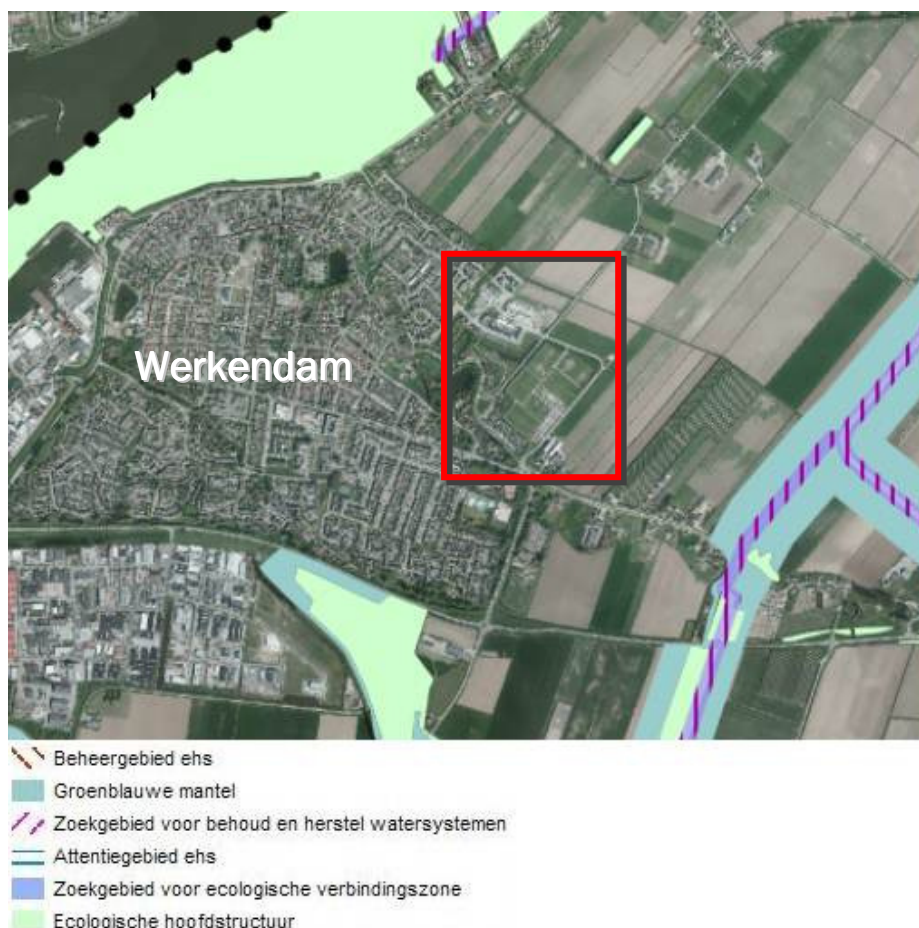 Werkendam
Beheergebied ehs
Groenblauwe mantel
Zoekgebied voor behoud en herstel watersystemen
Attentiegebied ehs
Zoekgebied voor ecologische verbindingszone
Ecologische hoofdstructuur